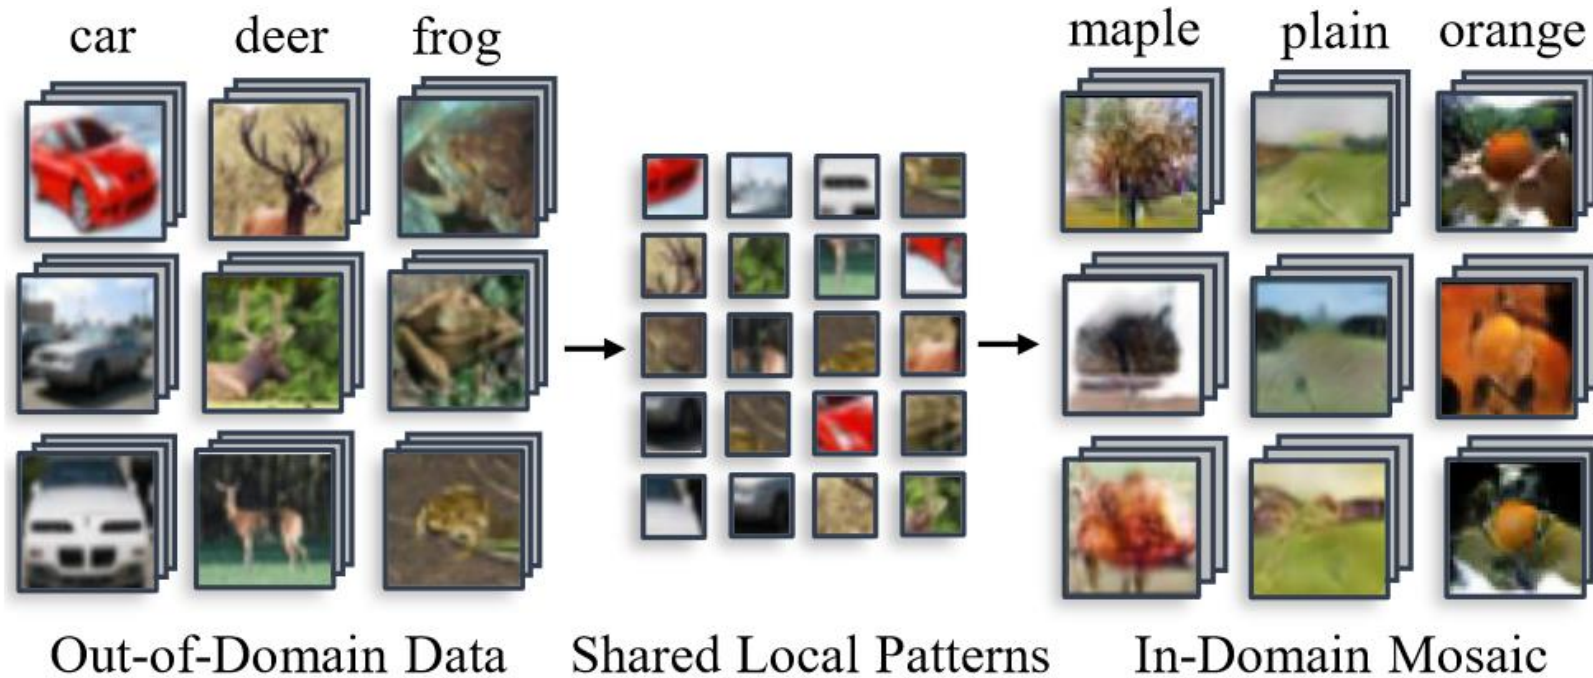 car deer frog
maple plain orange
Out-of-Domain Data
Shared Local Patterns
In-Domain Mosaic